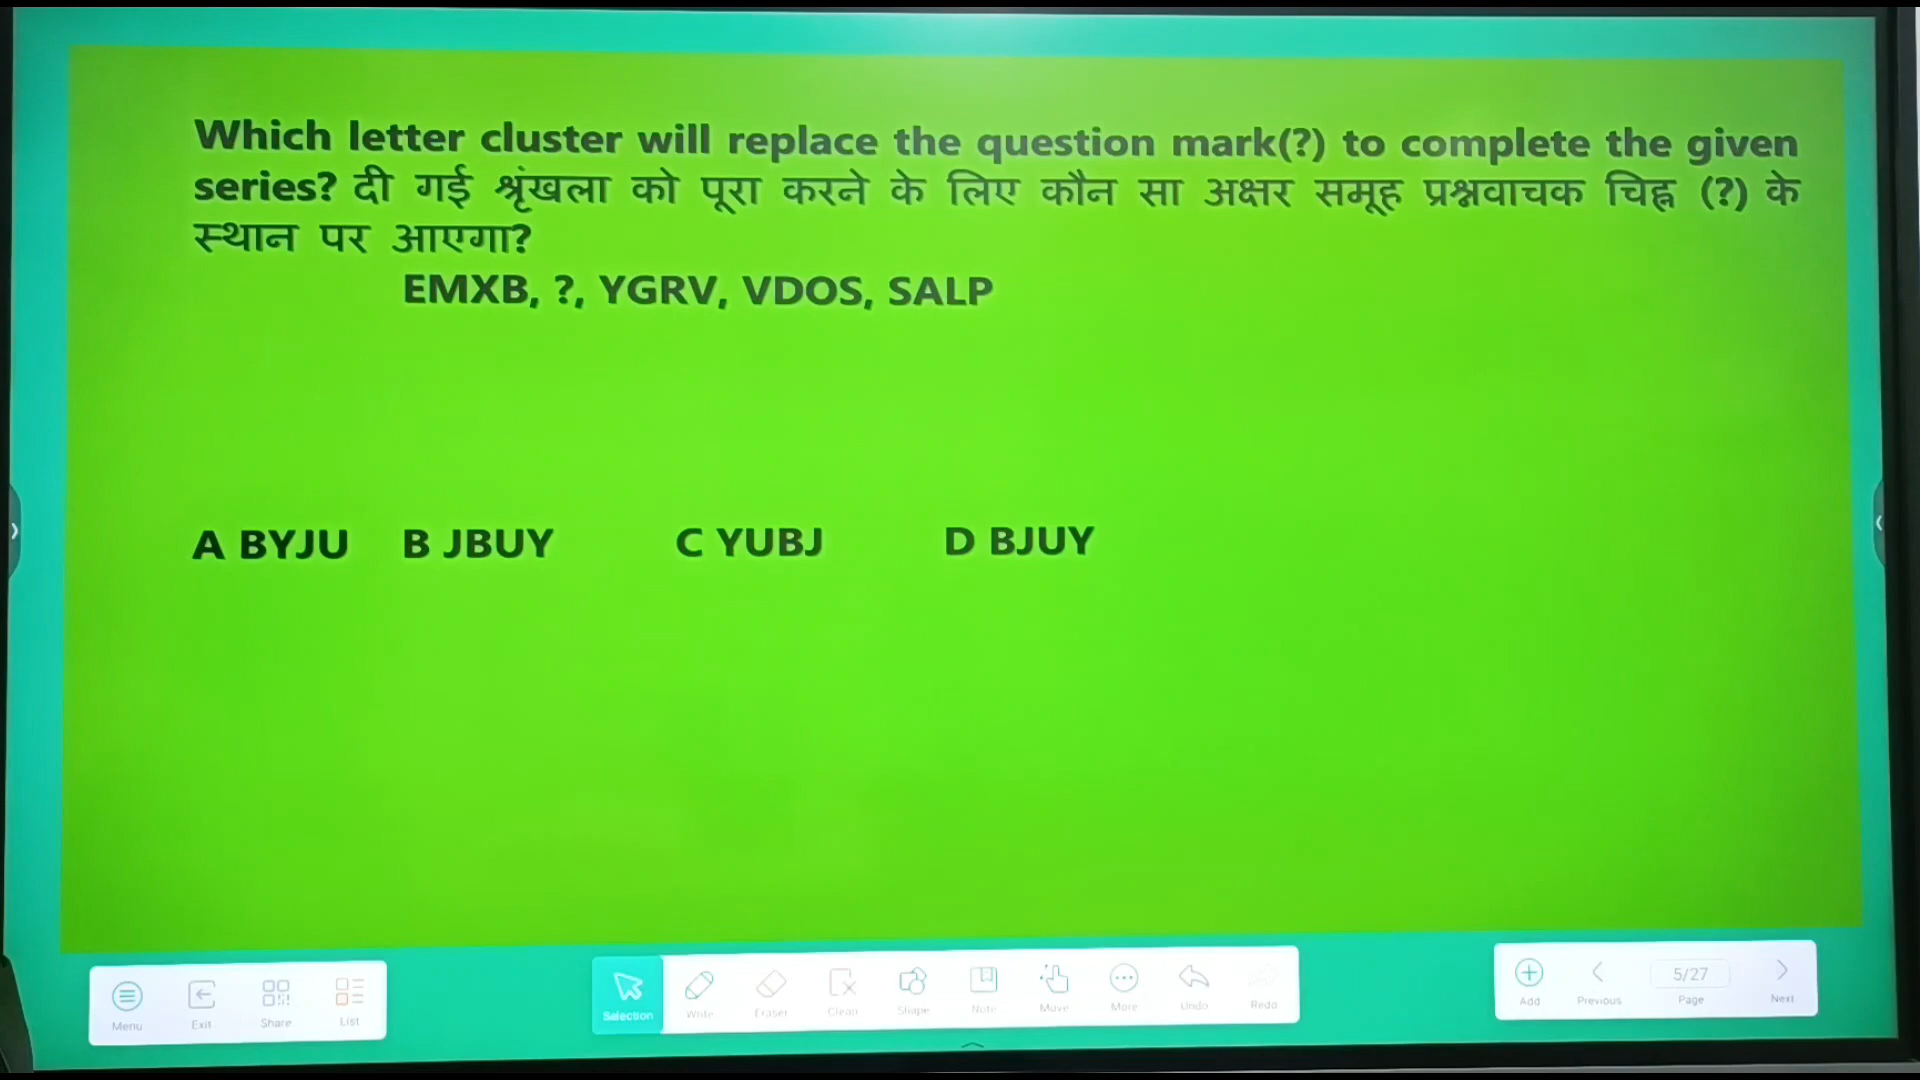 Which letter cluster will replace the question mark(?) to complete the given
series? दी गई श्रृंखला को पूरा करने के लिए कौन सा अक्षर समूह प्रश्नवाचक चिह्न (?) के
स्थान पर आएगा?
EMXB, ?, YGRV, VDOS, SALP
A BYJU B JBUY C YUBJ D BJUY
Menu Exit Share List Selection Write Eraser Clean Shape Note Move More Undo Redo Add Previous 5/27 Page Next